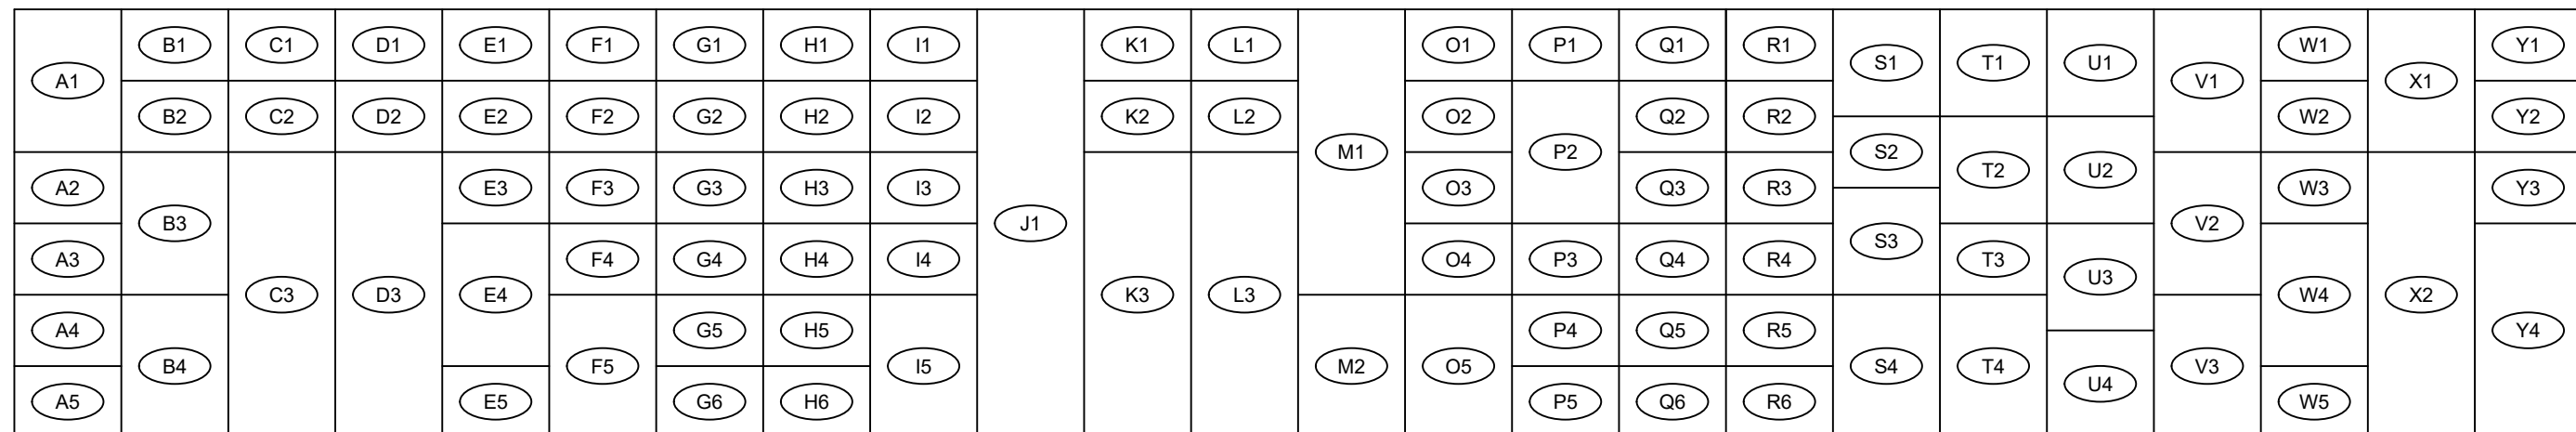 A1
A2
A3
A4
A5
B1
B2
B3
B4
C1
C2
C3
D1
D2
D3
E1
E2
E3
E4
E5
F1
F2
F3
F4
F5
G1
G2
G3
G4
G5
G6
H1
H2
H3
H4
H5
H6
I1
I2
I3
I4
I5
J1
K1
K2
K3
L1
L2
L3
M1
M2
O1
O2
O3
O4
O5
P1
P2
P3
P4
P5
Q1
Q2
Q3
Q4
Q5
Q6
R1
R2
R3
R4
R5
R6
S1
S2
S3
S4
T1
T2
T3
T4
U1
U2
U3
U4
V1
V2
V3
W1
W2
W3
W4
W5
X1
X2
Y1
Y2
Y3
Y4